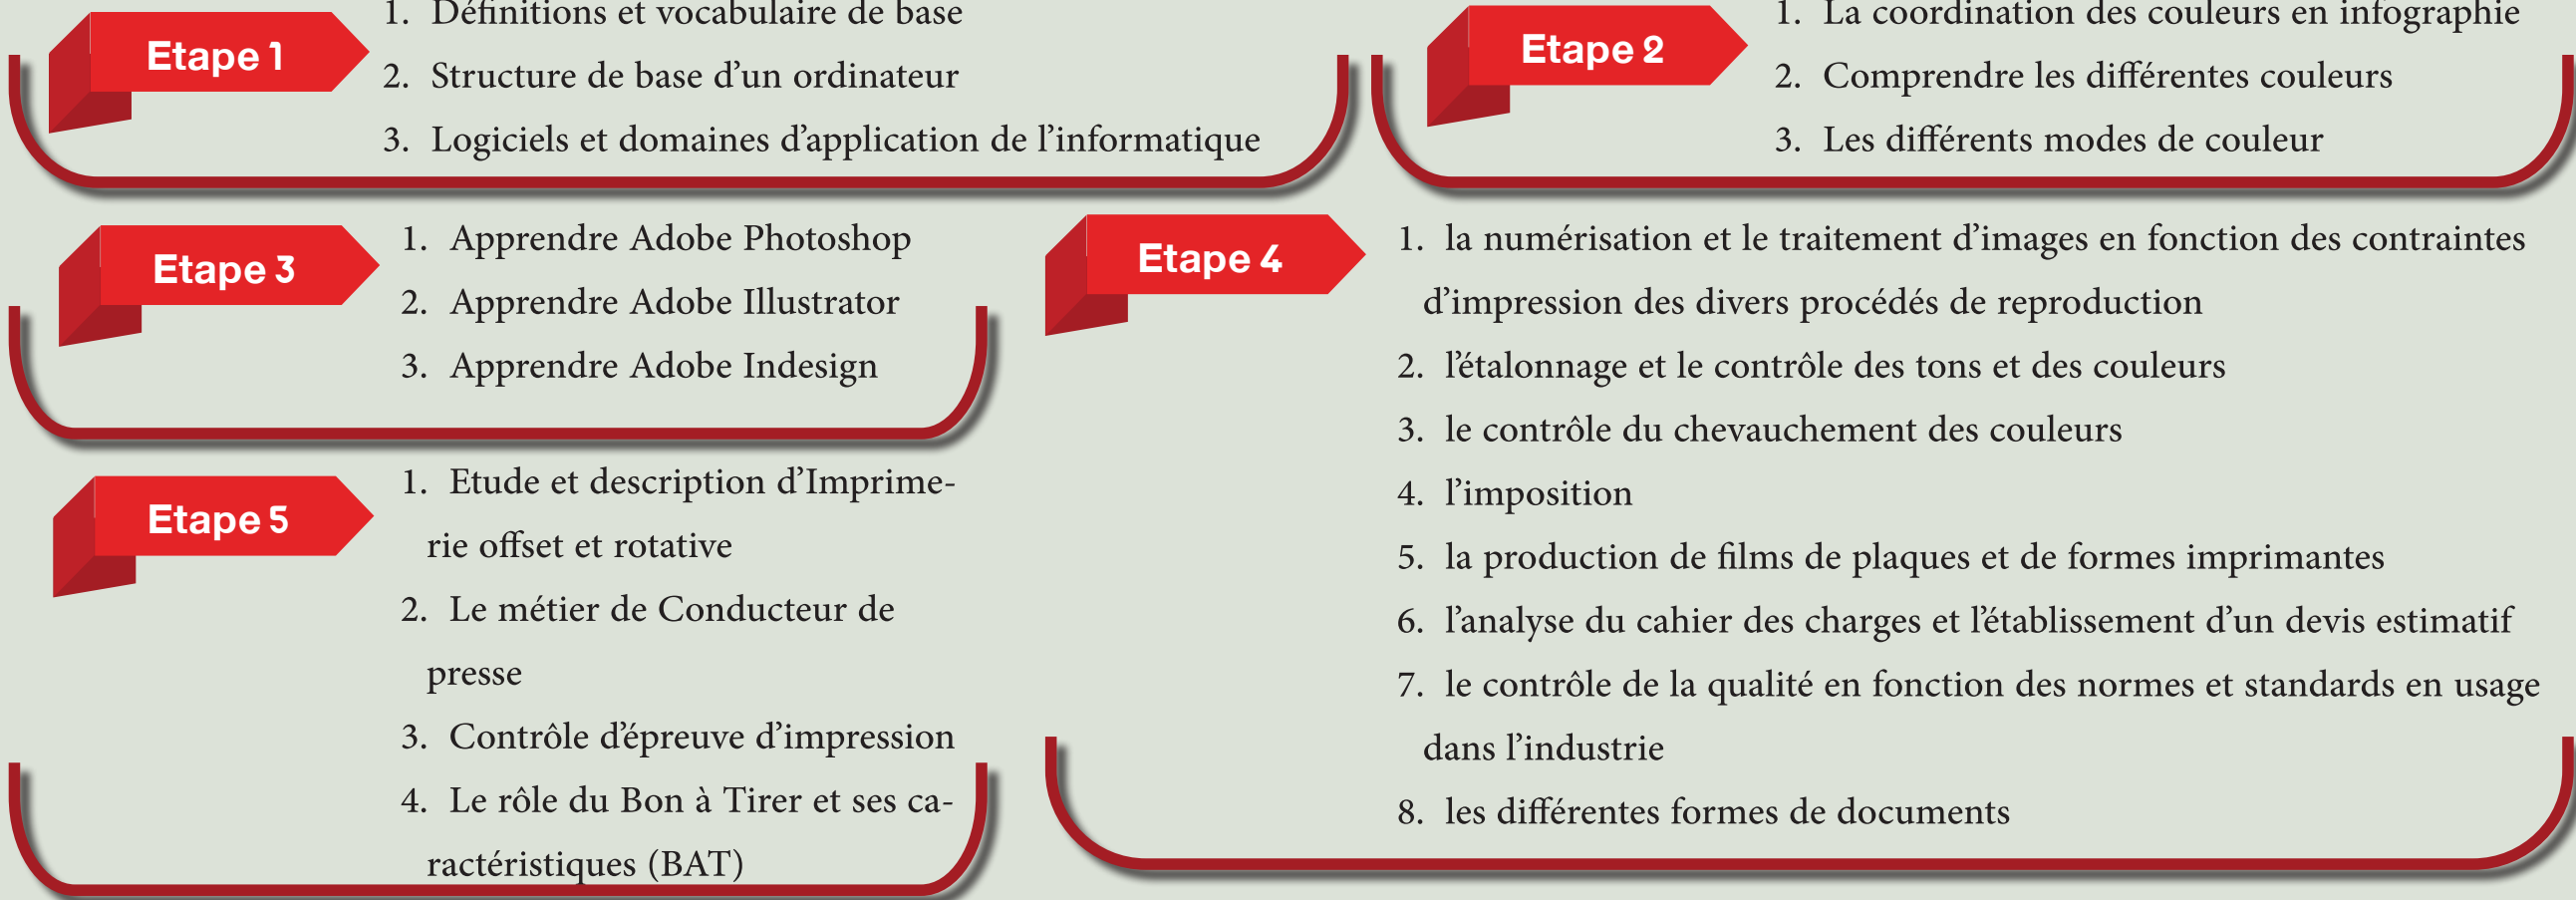 Etape 1
1. Définitions et vocabulaire de base
2. Structure de base d’un ordinateur
3. Logiciels et domaines d’application de l’informatique
Etape 2
1. La coordination des couleurs en infographie
2. Comprendre les différentes couleurs
3. Les différents modes de couleur
Etape 3
1. Apprendre Adobe Photoshop
2. Apprendre Adobe Illustrator
3. Apprendre Adobe Indesign
Etape 4
1. la numérisation et le traitement d’images en fonction des contraintes
d’impression des divers procédés de reproduction
2. l’étalonnage et le contrôle des tons et des couleurs
3. le contrôle du chevauchement des couleurs
4. l’imposition
5. la production de films de plaques et de formes imprimantes
6. l’analyse du cahier des charges et l’établissement d’un devis estimatif
7. le contrôle de la qualité en fonction des normes et standards en usage
dans l’industrie
8. les différentes formes de documents
Etape 5
1. Etude et description d’Imprime-
rie offset et rotative
2. Le métier de Conducteur de
presse
3. Contrôle d’épreuve d’impression
4. Le rôle du Bon à Tirer et ses ca-
ractéristiques (BAT)